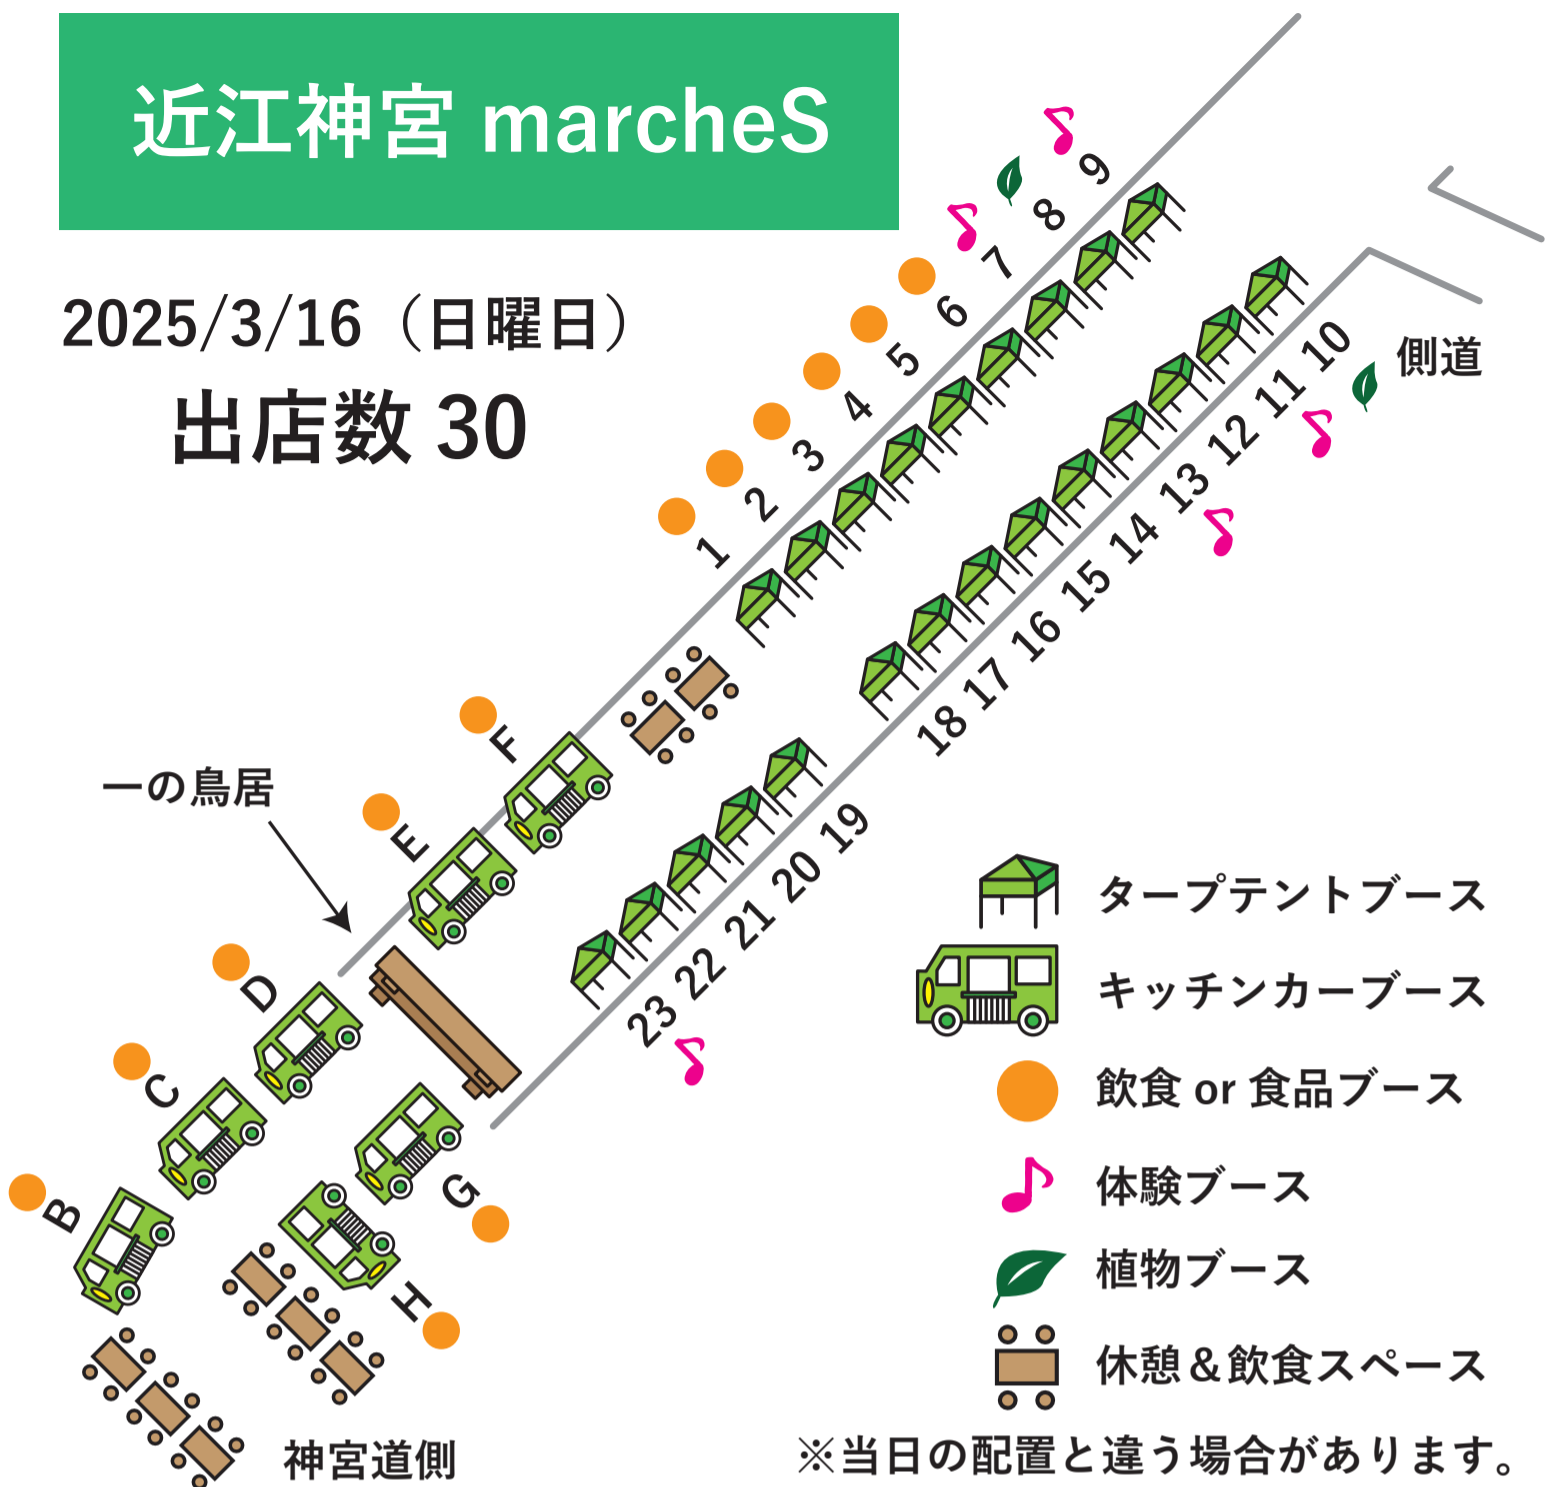 近江神宮 marcheS
2025/3/16（日曜日）
出店数 30
9
8
7
6
5
4
3
2
1
側道
10
11
12
13
14
15
16
17
18
19
20
21
22
23
一の鳥居
F
E
D
C
B
G
H
神宮道側
タープテントブース
キッチンカーブース
飲食 or 食品ブース
体験ブース
植物ブース
休憩＆飲食スペース
※当日の配置と違う場合があります。